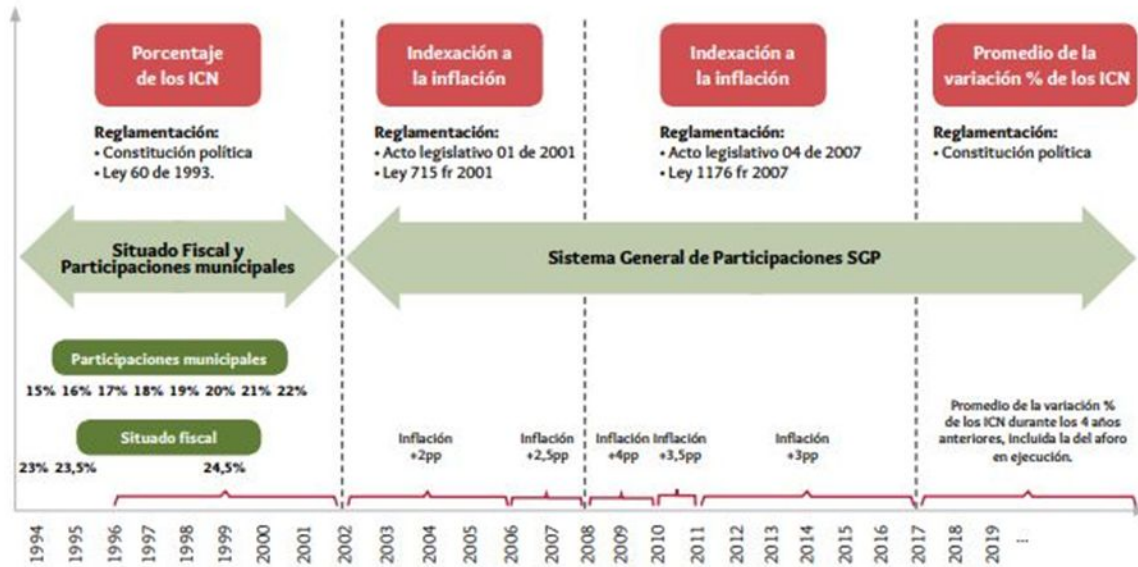 Porcentaje
de los ICN
Indexación a
la inflación
Indexación a
la inflación
Promedio de la
variación % de los ICN
Reglamentación:
• Constitución política
• Ley 60 de 1993.
Reglamentación:
• Acto legislativo 01 de 2001
• Ley 715 fr 2001
Reglamentación:
• Acto legislativo 04 de 2007
• Ley 1176 fr 2007
Reglamentación:
• Constitución política
Situado Fiscal y
Participaciones municipales
Sistema General de Participaciones SGP
Participaciones municipales
15% 16% 17% 18% 19% 20% 21% 22%
Situado fiscal
23% 23,5% 24,5%
Inflación
+2pp
Inflación
+2,5pp
Inflación
+4pp
Inflación
+3,5pp
Inflación
+3pp
Promedio de la variación %
de los ICN durante los 4 años
anteriores, incluida la del aforo
en ejecución.
1994 1995 1996 1997 1998 1999 2000 2001 2002 2003 2004 2005 2006 2007 2008 2009 2010 2011 2012 2013 2014 2015 2016 2017 2018 2019 ...